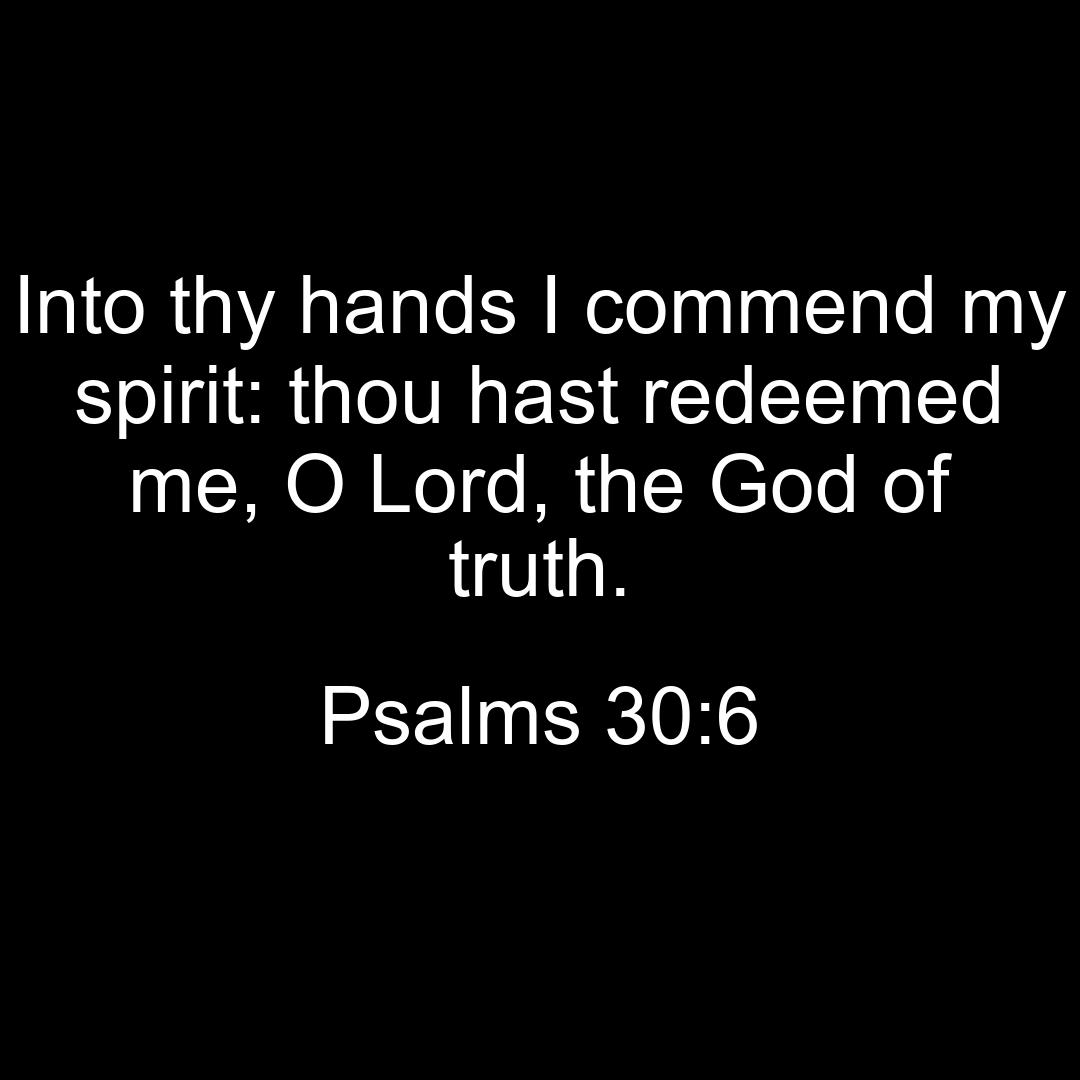 Into thy hands I commend my
spirit: thou hast redeemed
me, O Lord, the God of
truth.
Psalms 30:6